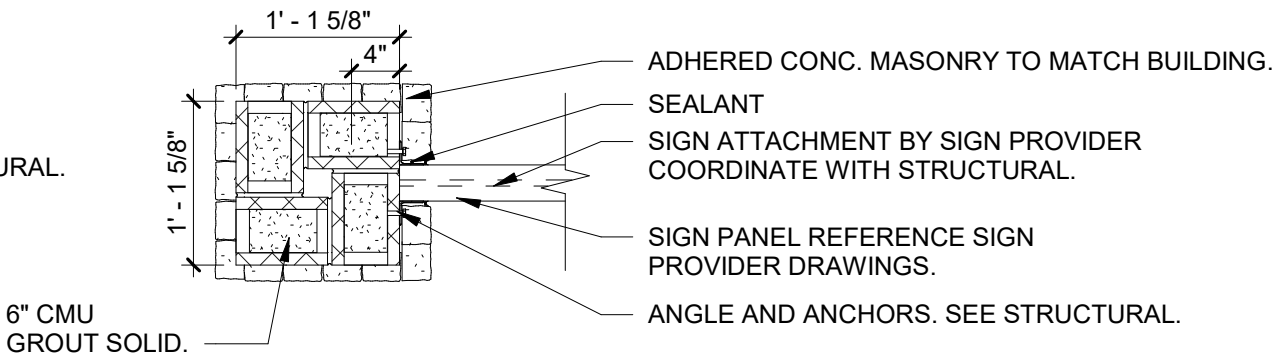 1' - 1 5/8"
4"
1' - 1 5/8"
ADHERED CONC. MASONRY TO MATCH BUILDING.
SEALANT
SIGN ATTACHMENT BY SIGN PROVIDER
COORDINATE WITH STRUCTURAL.
SIGN PANEL REFERENCE SIGN
PROVIDER DRAWINGS.
ANGLE AND ANCHORS. SEE STRUCTURAL.
URAL.
6" CMU
GROUT SOLID.